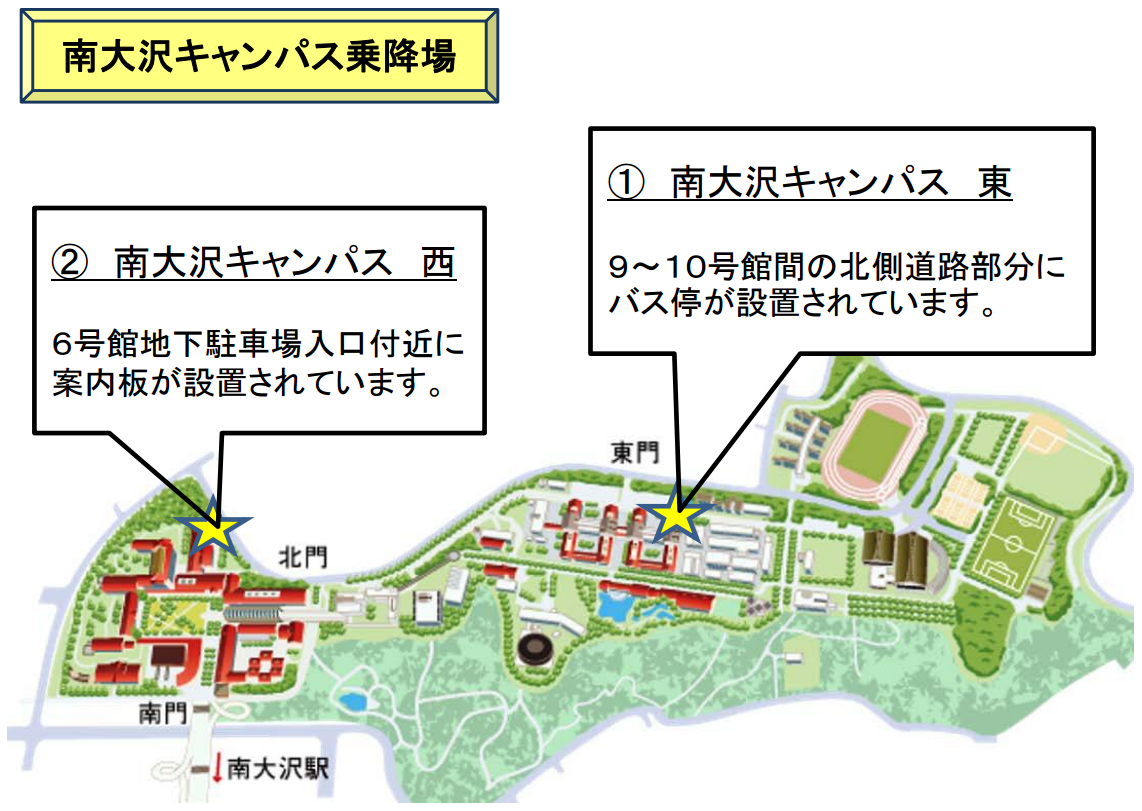 南大沢キャンパス乗降場
① 南大沢キャンパス 東
9~10号館間の北側道路部分に
バス停が設置されています。
② 南大沢キャンパス 西
6号館地下駐車場入口付近に
案内板が設置されています。
東門
北門
南門
南大沢駅